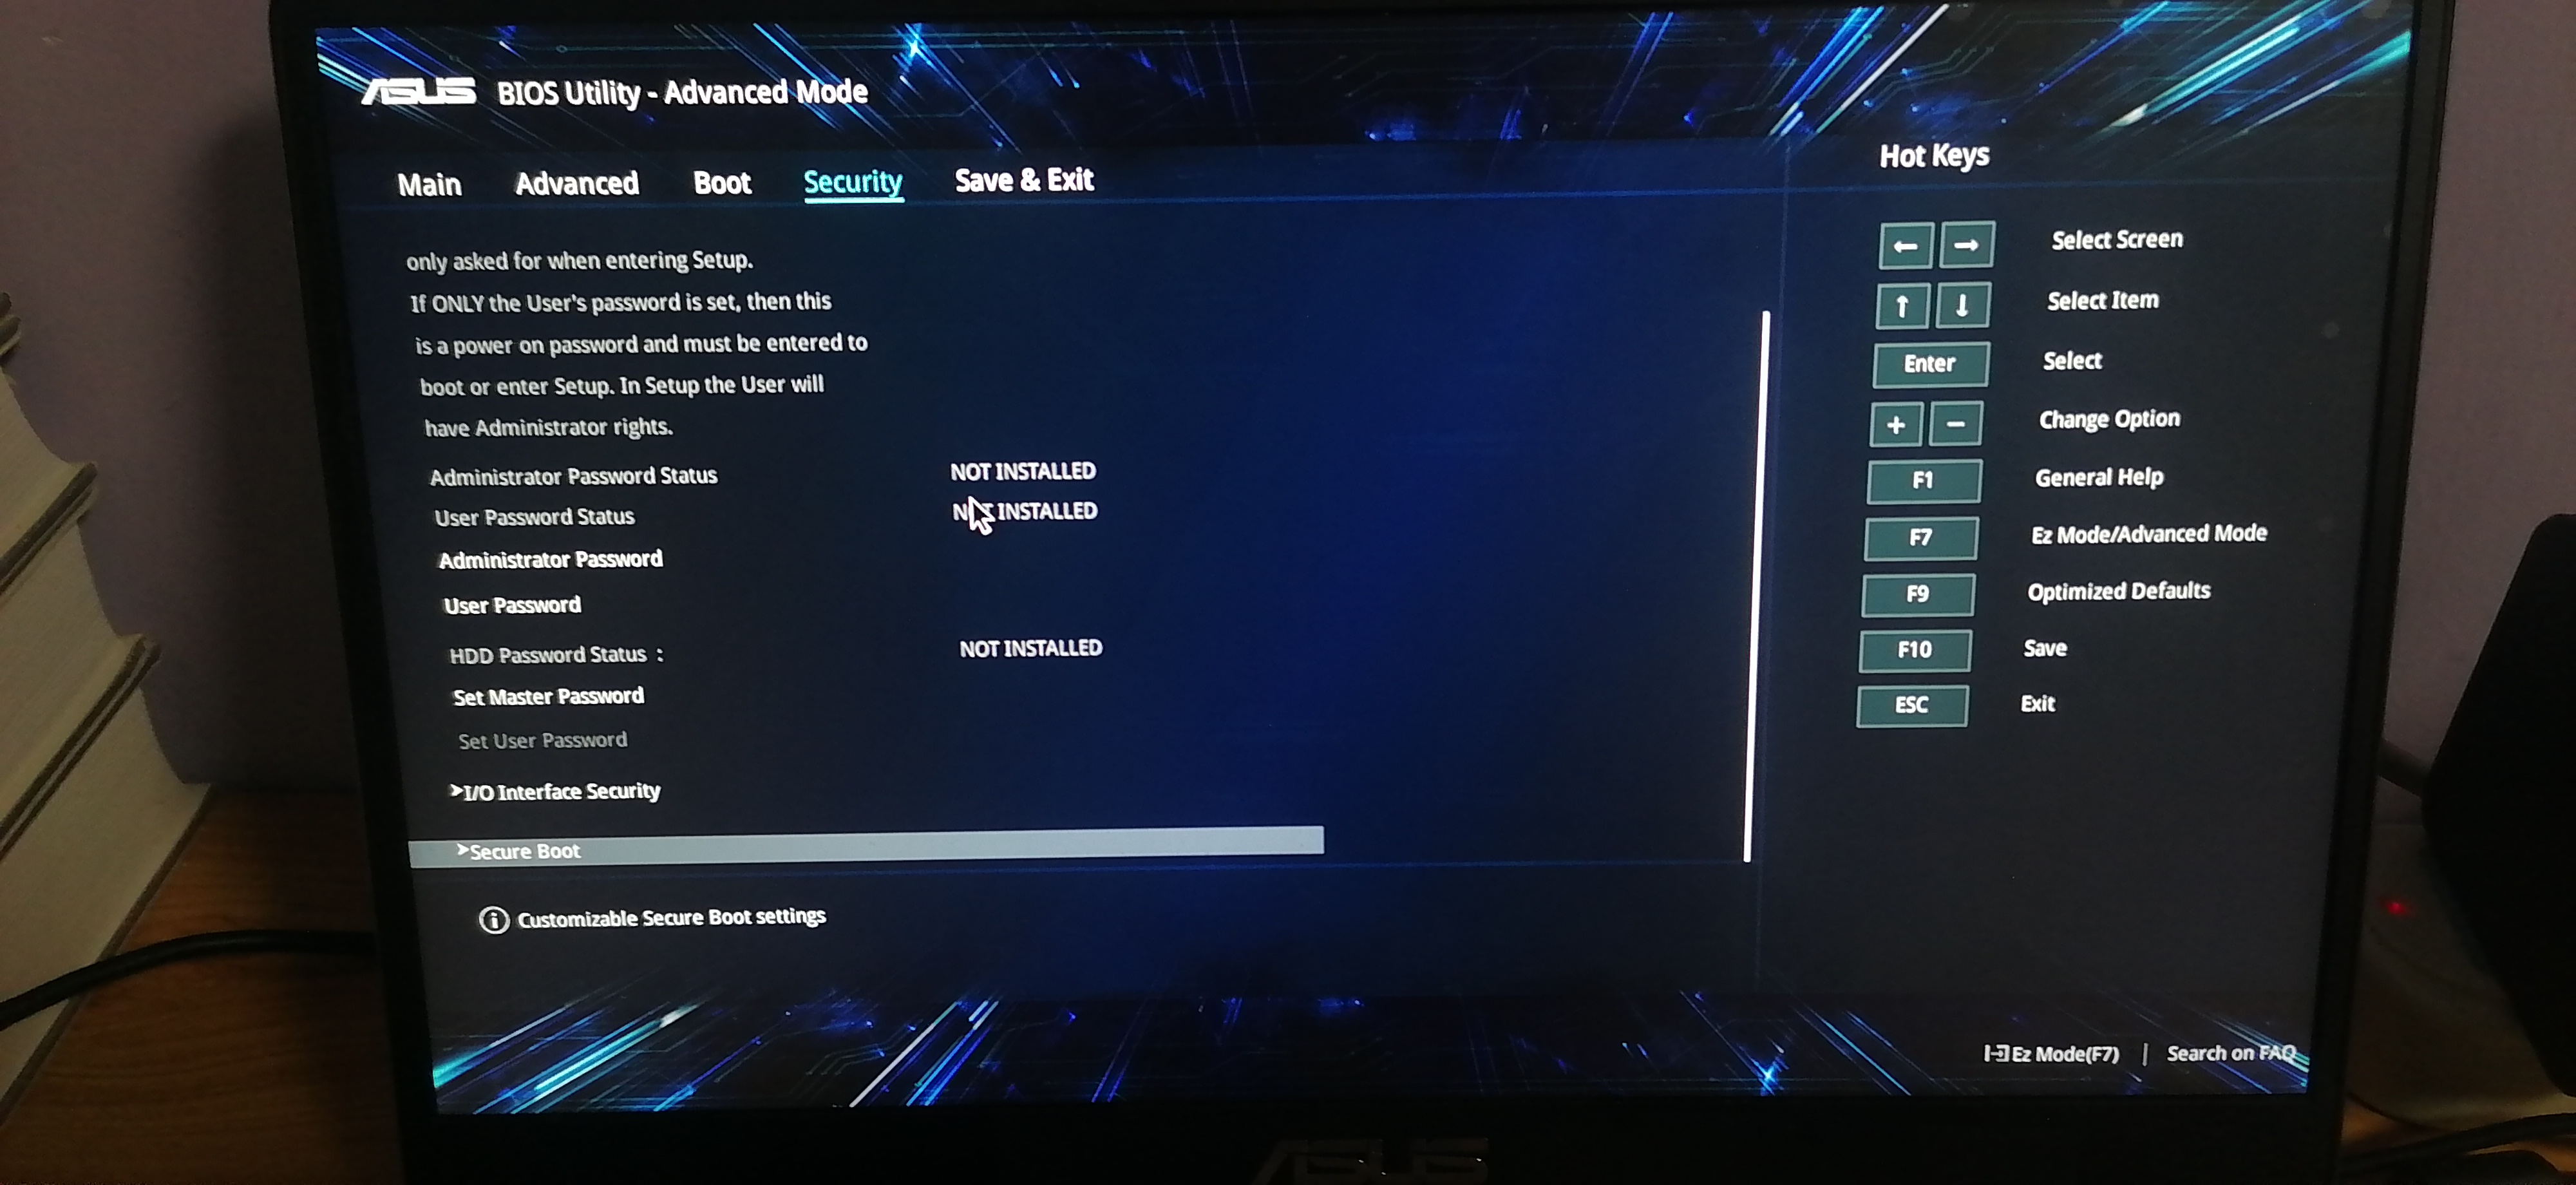 ASUS BIOS Utility - Advanced Mode
Main Advanced Boot Security Save & Exit
only asked for when entering Setup.
If ONLY the User's password is set, then this
is a power on password and must be entered to
boot or enter Setup. In Setup the User will
have Administrator rights.
Administrator Password Status NOT INSTALLED
User Password Status NOT INSTALLED
Administrator Password
User Password
HDD Password Status : NOT INSTALLED
Set Master Password
Set User Password
➤I/O Interface Security
➤Secure Boot
Customizable Secure Boot settings
Hot Keys
← → Select Screen
↑ ↓ Select Item
Enter Select
+ − Change Option
F1 General Help
F7 Ez Mode/Advanced Mode
F9 Optimized Defaults
F10 Save
ESC Exit
Ez Mode(F7) | Search on FAQ
ASUS